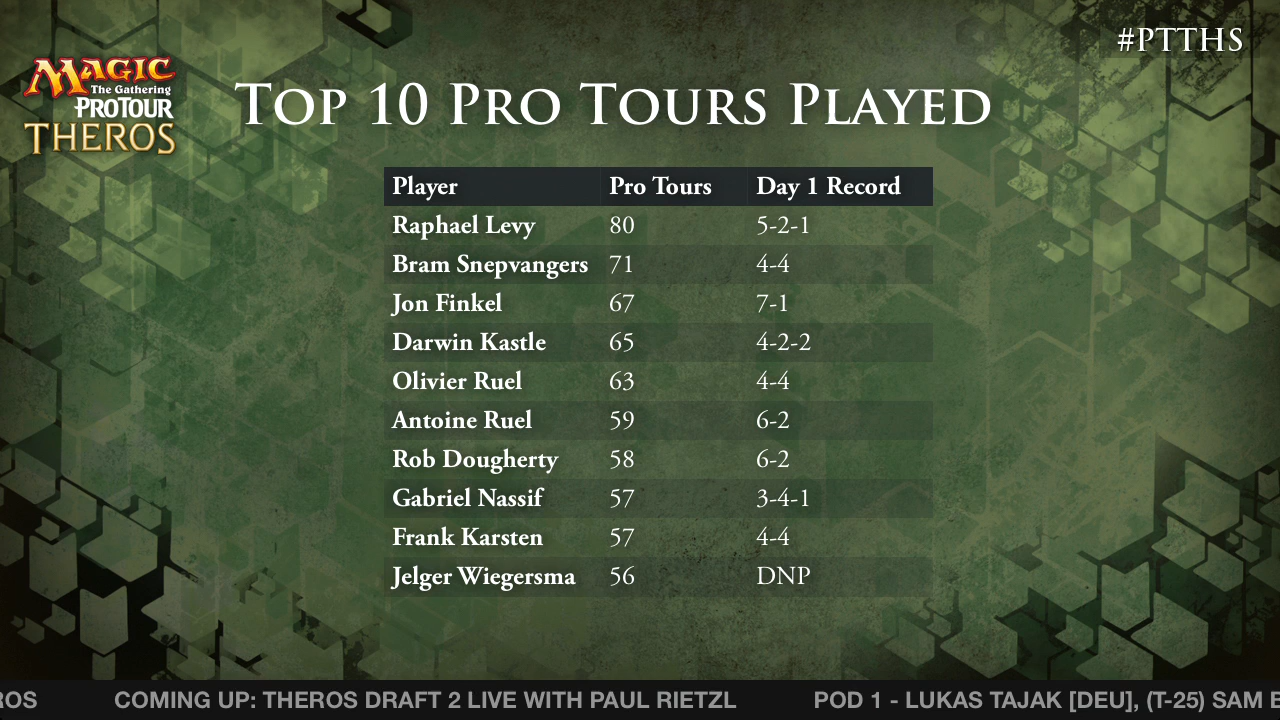 #PTTHS
MAGIC
The Gathering
PROTOUR
THEROS
TOP 10 PRO TOURS PLAYED
Player Pro Tours Day 1 Record
Raphael Levy 80 5-2-1
Bram Snepvangers 71 4-4
Jon Finkel 67 7-1
Darwin Kastle 65 4-2-2
Olivier Ruel 63 4-4
Antoine Ruel 59 6-2
Rob Dougherty 58 6-2
Gabriel Nassif 57 3-4-1
Frank Karsten 57 4-4
Jelger Wiegersma 56 DNP
ROS COMING UP: THEROS DRAFT 2 LIVE WITH PAUL RIETZL POD 1 - LUKAS TAJAK [DEU], (T-25) SAM